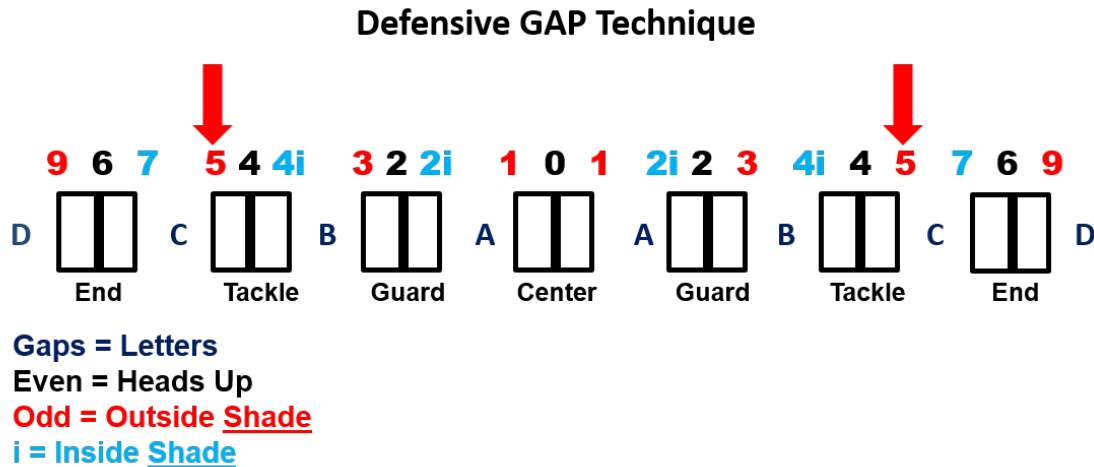 Defensive GAP Technique
9 6 7 5 4 4i 3 2 2i 1 0 1 2i 2 3 4i 4 5 7 6 9
D C B A A B C D
End Tackle Guard Center Guard Tackle End
Gaps = Letters
Even = Heads Up
Odd = Outside Shade
i = Inside Shade